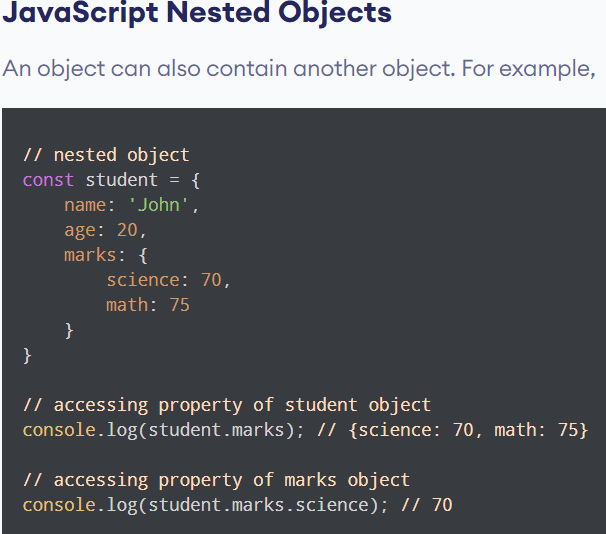 JavaScript Nested Objects
An object can also contain another object. For example,
// nested object
const student = {
    name: 'John',
    age: 20,
    marks: {
        science: 70,
        math: 75
    }
}
// accessing property of student object
console.log(student.marks); // {science: 70, math: 75}
// accessing property of marks object
console.log(student.marks.science); // 70